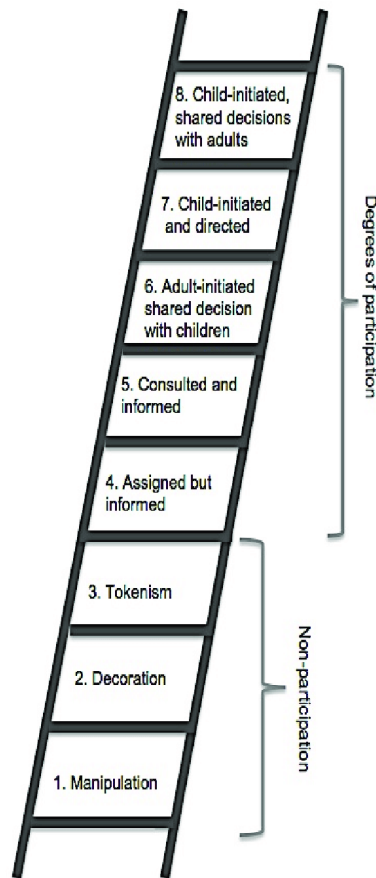 8. Child-initiated,
shared decisions
with adults
7. Child-initiated
and directed
6. Adult-initiated
shared decision
with children
5. Consulted and
informed
4. Assigned but
informed
Degrees of participation
3. Tokenism
2. Decoration
1. Manipulation
Non-participation